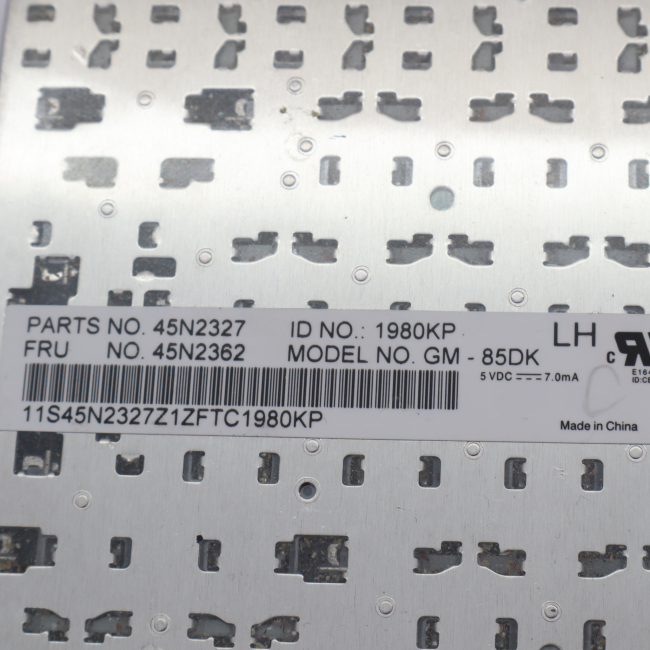 PARTS NO. 45N2327 ID NO.: 1980KP LH
FRU NO. 45N2362 MODEL NO. GM - 85DK
5 VDC 7.0mA
11S45N2327Z1ZFTC1980KP
Made in China